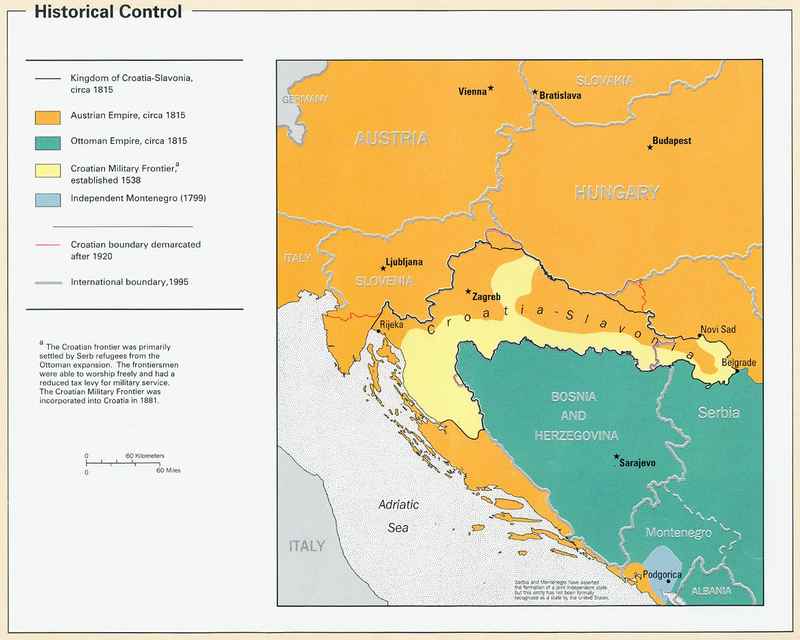 Historical Control
Kingdom of Croatia-Slavonia,
circa 1815
Austrian Empire, circa 1815
Ottoman Empire, circa 1815
Croatian Military Frontier,a
established 1538
Independent Montenegro (1799)
Croatian boundary demarcated
after 1920
International boundary,1995
a The Croatian frontier was primarily
settled by Serb refugees from the
Ottoman expansion. The frontiersmen
were able to worship freely and had a
reduced tax levy for military service.
The Croatian Military Frontier was
incorporated into Croatia in 1881.
0 60 Kilometers
0 60 Miles
GERMANY
Vienna
SLOVAKIA
Bratislava
AUSTRIA
Budapest
HUNGARY
ITALY
Ljubljana
SLOVENIA
Zagreb
Rijeka
Croatia-Slavonia
Novi Sad
Belgrade
BOSNIA
AND
HERZEGOVINA
Serbia
Sarajevo
Adriatic
Sea
ITALY
Montenegro
Podgorica
ALBANIA
Serbia and Montenegro have asserted
the formation of a joint independent state,
but this entity has not been formally
recognized as a state by the United States.